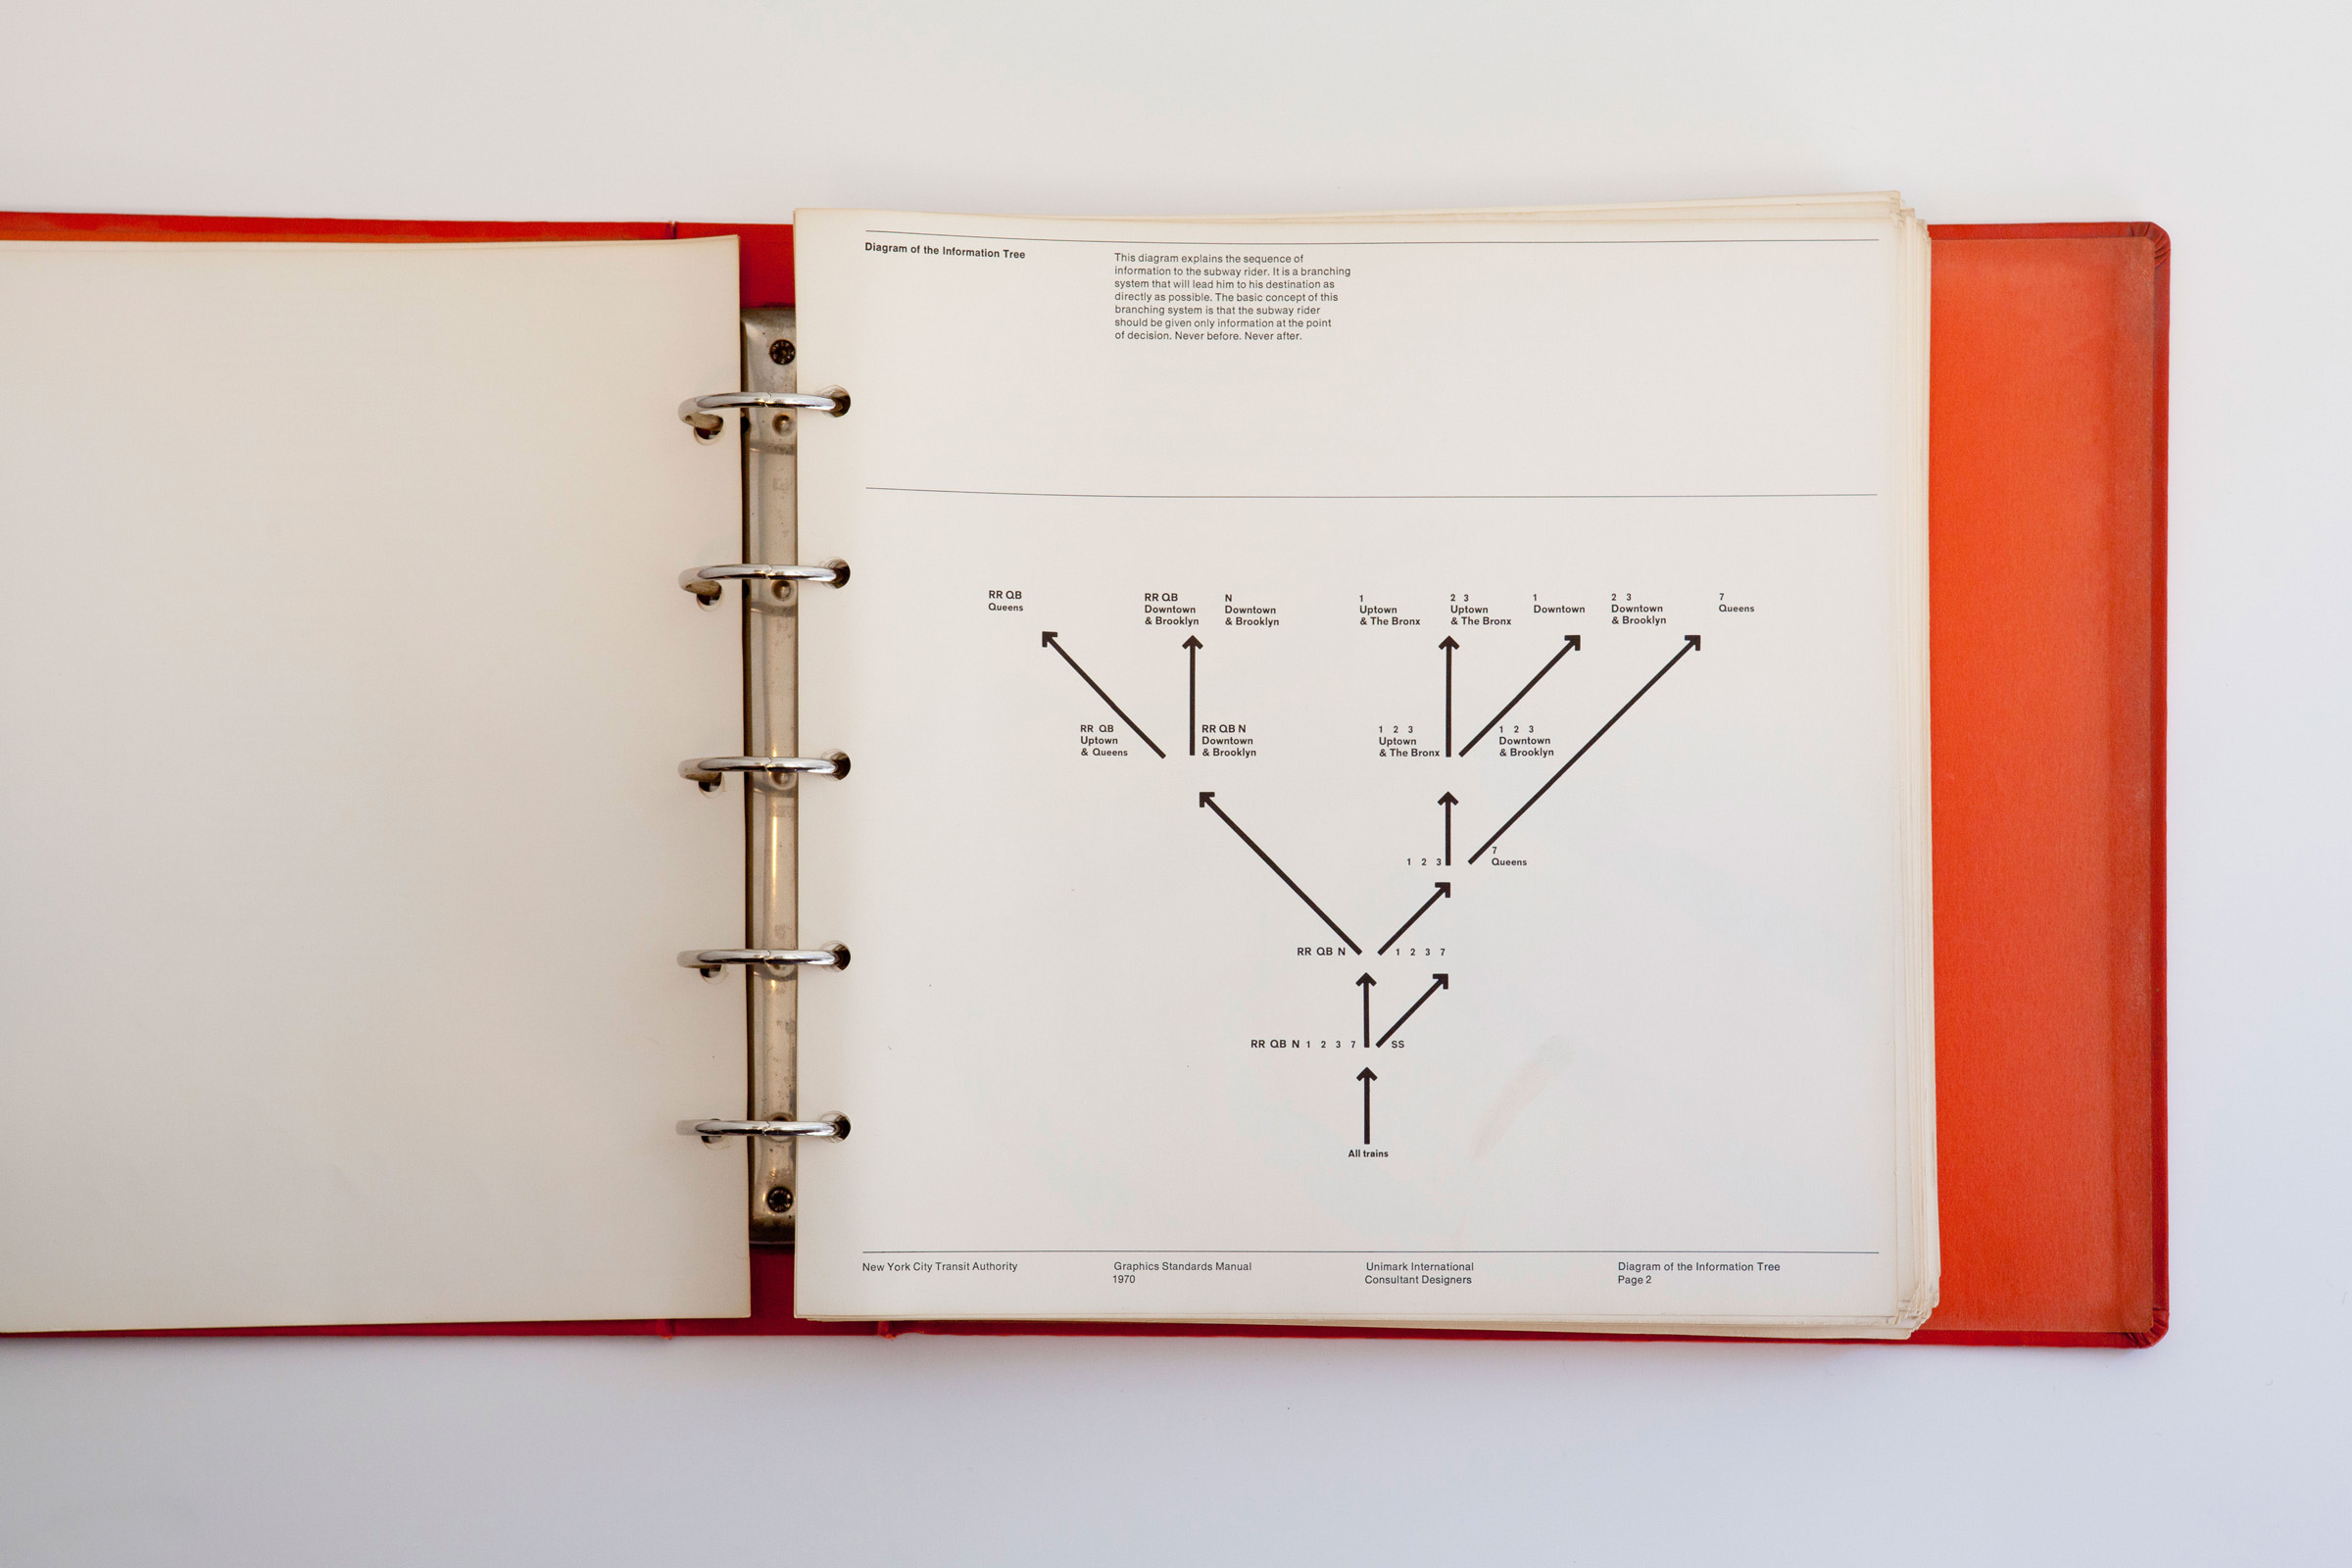 Diagram of the Information Tree
This diagram explains the sequence of
information to the subway rider. It is a branching
system that will lead him to his destination as
directly as possible. The basic concept of this
branching system is that the subway rider
should be given only information at the point
of decision. Never before. Never after.
RR QB
Queens
RR QB
Downtown
& Brooklyn
N
Downtown
& Brooklyn
1
Uptown
& The Bronx
2 3
Uptown
& The Bronx
1
Downtown
2 3
Downtown
& Brooklyn
7
Queens
RR QB
Uptown
& Queens
RR QB N
Downtown
& Brooklyn
1 2 3
Uptown
& The Bronx
1 2 3
Downtown
& Brooklyn
1 2 3
7
Queens
RR QB N
1 2 3 7
RR QB N 1 2 3 7
SS
All trains
New York City Transit Authority
Graphics Standards Manual
1970
Unimark International
Consultant Designers
Diagram of the Information Tree
Page 2